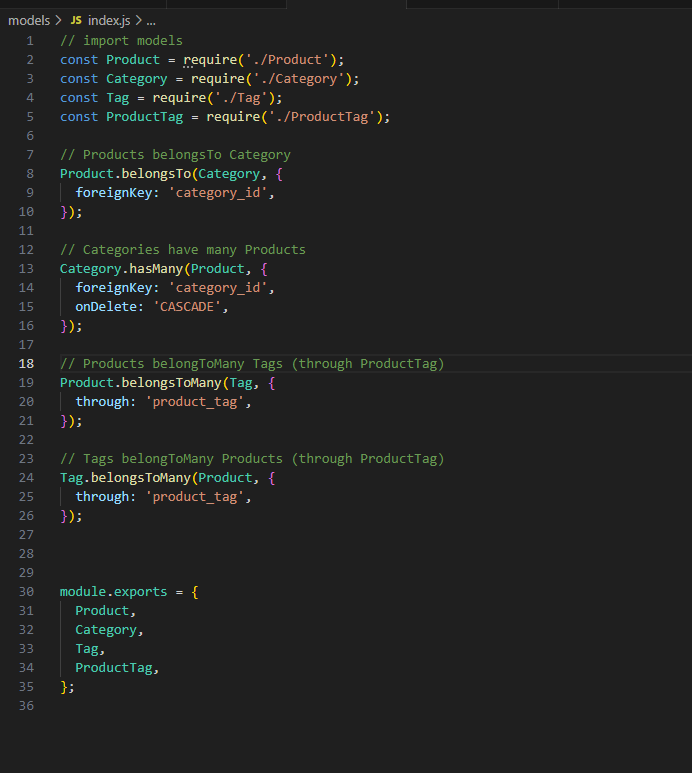 models > JS index.js > ...
1 // import models
2 const Product = require('./Product');
3 const Category = require('./Category');
4 const Tag = require('./Tag');
5 const ProductTag = require('./ProductTag');
6
7 // Products belongsTo Category
8 Product.belongsTo(Category, {
9   foreignKey: 'category_id',
10 });
11
12 // Categories have many Products
13 Category.hasMany(Product, {
14   foreignKey: 'category_id',
15   onDelete: 'CASCADE',
16 });
17
18 // Products belongToMany Tags (through ProductTag)
19 Product.belongsToMany(Tag, {
20   through: 'product_tag',
21 });
22
23 // Tags belongToMany Products (through ProductTag)
24 Tag.belongsToMany(Product, {
25   through: 'product_tag',
26 });
27
28
29
30 module.exports = {
31   Product,
32   Category,
33   Tag,
34   ProductTag,
35 };
36